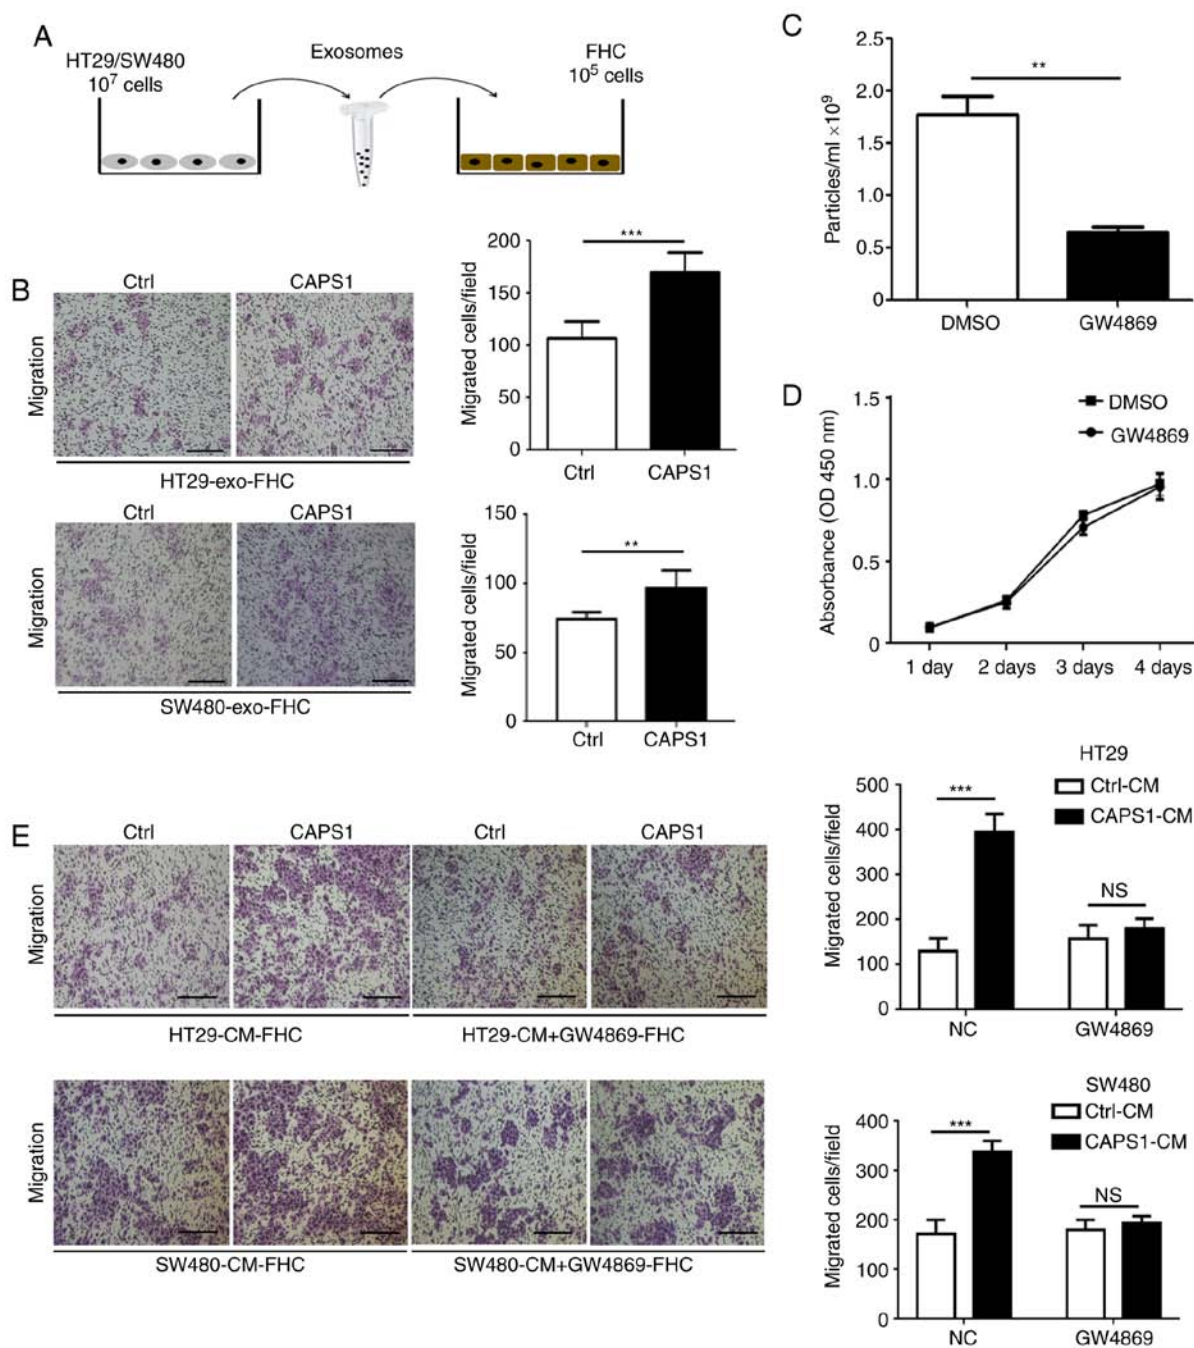 A
HT29/SW480
10⁷ cells
Exosomes
FHC
10⁵ cells
B
Ctrl
CAPS1
Migration
HT29-exo-FHC
Ctrl
CAPS1
Migration
SW480-exo-FHC
Migrated cells/field
200
150
100
50
0
***
Ctrl
CAPS1
Migrated cells/field
150
100
50
0
**
Ctrl
CAPS1
C
Particles/ml ×10⁹
2.5
2.0
1.5
1.0
0.5
0
**
DMSO
GW4869
D
Absorbance (OD 450 nm)
1.5
1.0
0.5
0
DMSO
GW4869
1 day
2 days
3 days
4 days
E
Ctrl
CAPS1
Ctrl
CAPS1
Migration
HT29-CM-FHC
HT29-CM+GW4869-FHC
Migration
SW480-CM-FHC
SW480-CM+GW4869-FHC
HT29
Ctrl-CM
CAPS1-CM
Migrated cells/field
500
400
300
200
100
0
***
NS
NC
GW4869
SW480
Ctrl-CM
CAPS1-CM
Migrated cells/field
400
300
200
100
0
***
NS
NC
GW4869